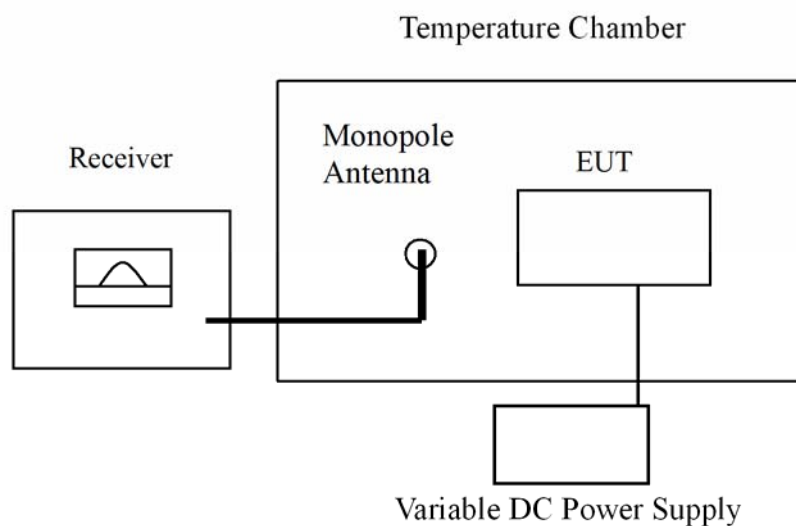 Temperature Chamber
Monopole
Antenna
Receiver
EUT
Variable DC Power Supply